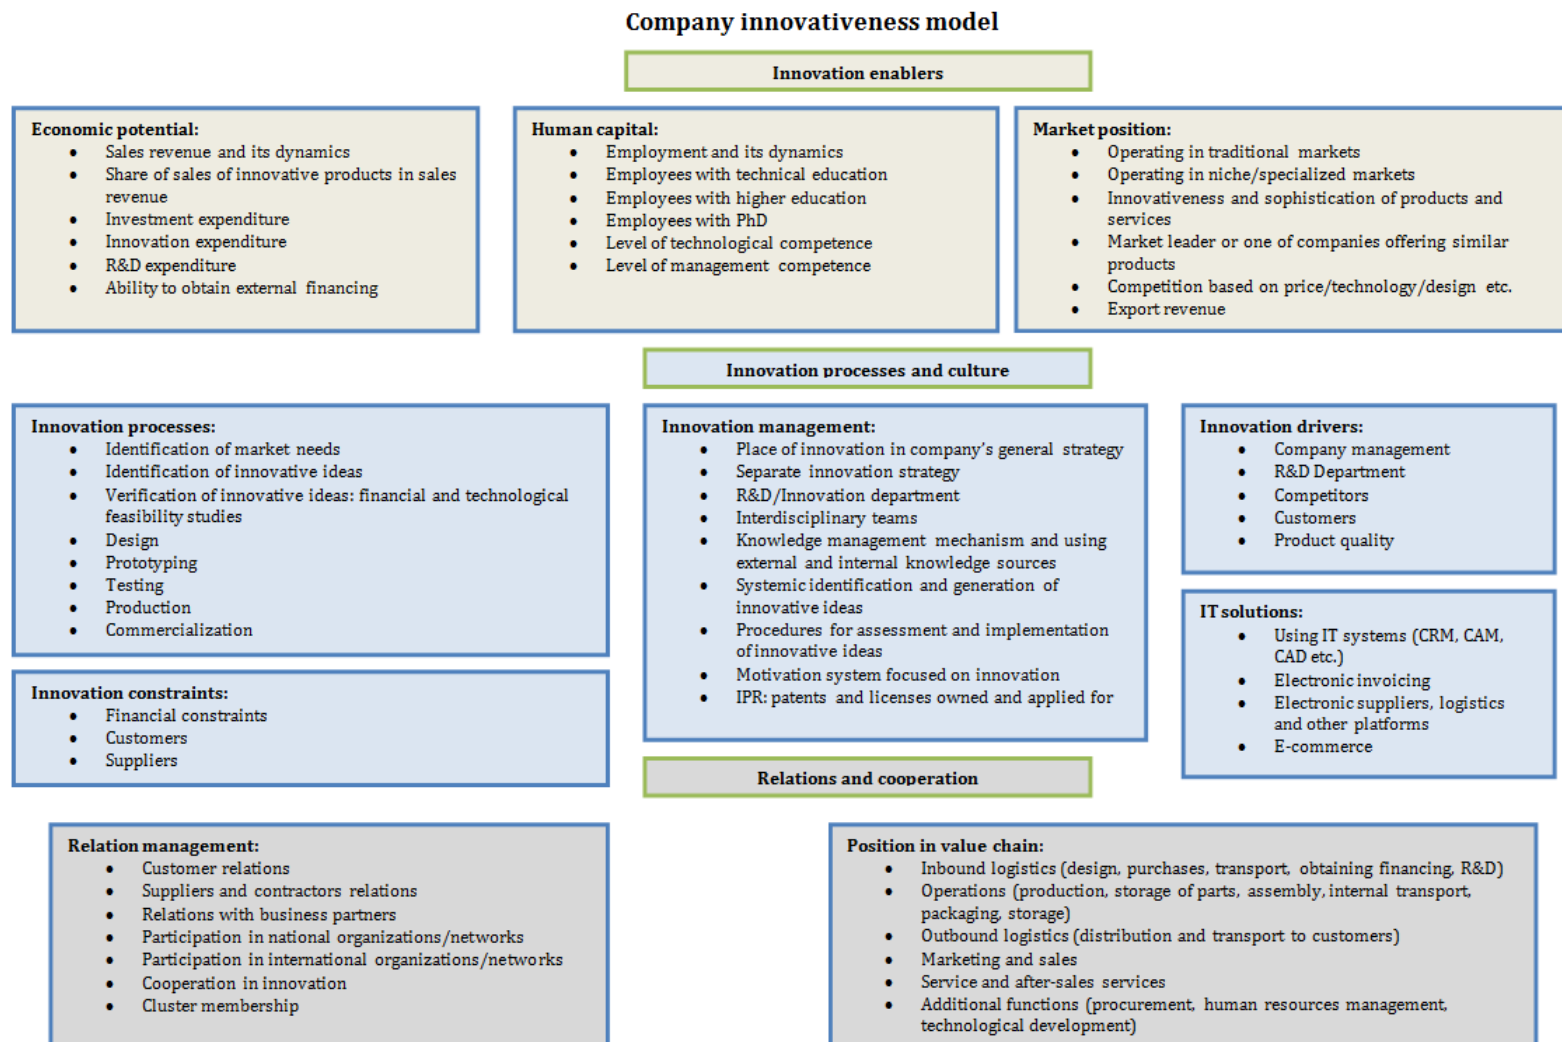 Company innovativeness model
Innovation enablers
Economic potential:
• Sales revenue and its dynamics
• Share of sales of innovative products in sales
revenue
• Investment expenditure
• Innovation expenditure
• R&D expenditure
• Ability to obtain external financing
Human capital:
• Employment and its dynamics
• Employees with technical education
• Employees with higher education
• Employees with PhD
• Level of technological competence
• Level of management competence
Market position:
• Operating in traditional markets
• Operating in niche/specialized markets
• Innovativeness and sophistication of products and
services
• Market leader or one of companies offering similar
products
• Competition based on price/technology/design etc.
• Export revenue
Innovation processes and culture
Innovation processes:
• Identification of market needs
• Identification of innovative ideas
• Verification of innovative ideas: financial and technological
feasibility studies
• Design
• Prototyping
• Testing
• Production
• Commercialization
Innovation constraints:
• Financial constraints
• Customers
• Suppliers
Innovation management:
• Place of innovation in company's general strategy
• Separate innovation strategy
• R&D/Innovation department
• Interdisciplinary teams
• Knowledge management mechanism and using
external and internal knowledge sources
• Systemic identification and generation of
innovative ideas
• Procedures for assessment and implementation
of innovative ideas
• Motivation system focused on innovation
• IPR: patents and licenses owned and applied for
Innovation drivers:
• Company management
• R&D Department
• Competitors
• Customers
• Product quality
IT solutions:
• Using IT systems (CRM, CAM,
CAD etc.)
• Electronic invoicing
• Electronic suppliers, logistics
and other platforms
• E-commerce
Relations and cooperation
Relation management:
• Customer relations
• Suppliers and contractors relations
• Relations with business partners
• Participation in national organizations/networks
• Participation in international organizations/networks
• Cooperation in innovation
• Cluster membership
Position in value chain:
• Inbound logistics (design, purchases, transport, obtaining financing, R&D)
• Operations (production, storage of parts, assembly, internal transport,
packaging, storage)
• Outbound logistics (distribution and transport to customers)
• Marketing and sales
• Service and after-sales services
• Additional functions (procurement, human resources management,
technological development)